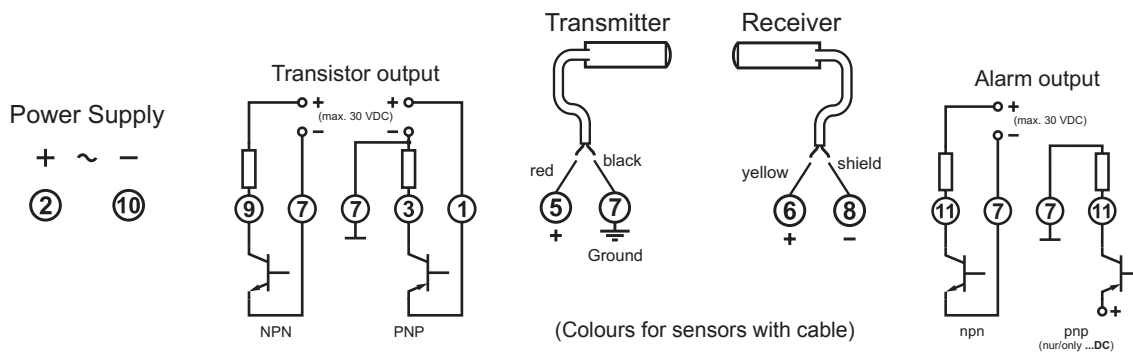 Power Supply
+ ~ −
2 10
Transistor output
+ +
(max. 30 VDC)
− −
9 7 7 3 1
NPN PNP
Transmitter
red black
5 7
+
Ground
Receiver
yellow shield
6 8
+ −
(Colours for sensors with cable)
Alarm output
+
(max. 30 VDC)
−
11 7 7 11
+
npn pnp
(nur/only ...DC)